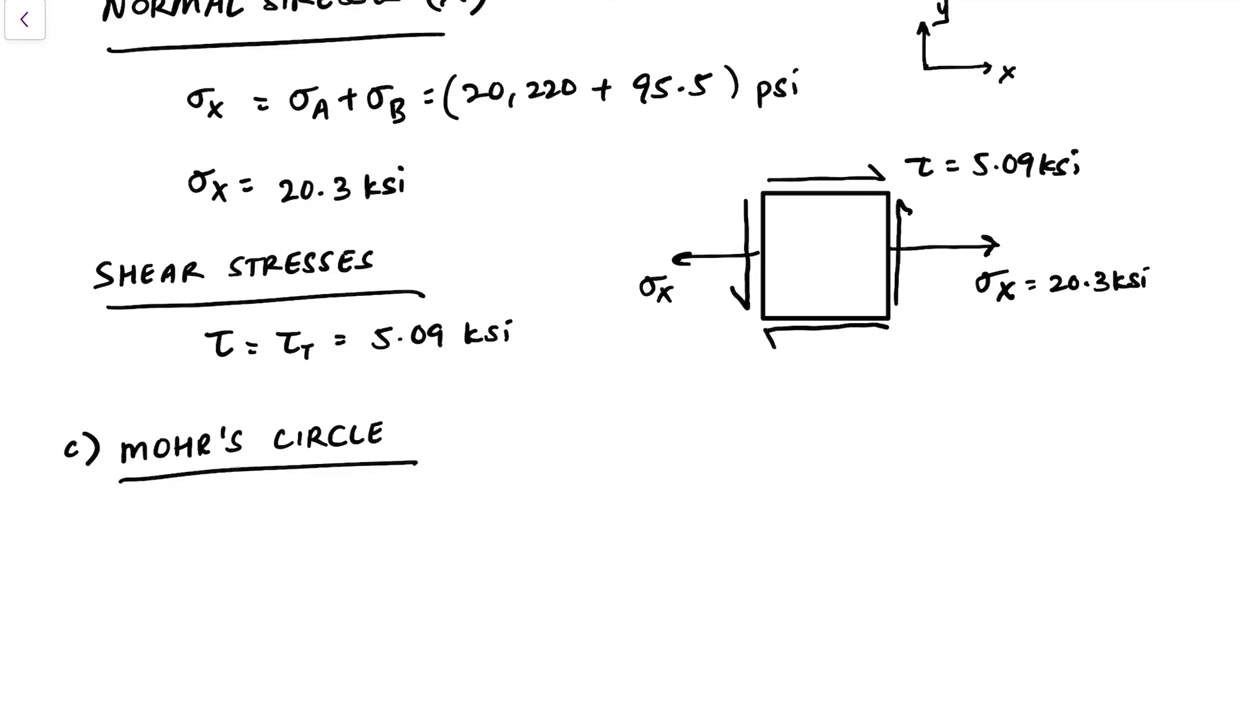 NORMAL
y
x
σx = σA + σB = (20,220 + 95.5) psi
σx = 20.3 ksi
τ = 5.09 ksi
σx
σx = 20.3 ksi
SHEAR STRESSES
τ = τT = 5.09 ksi
c) MOHR'S CIRCLE